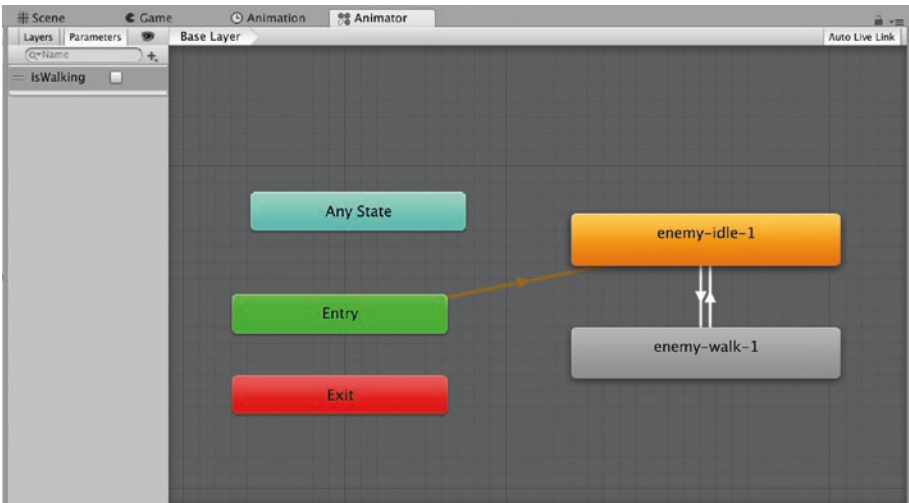 Scene
Game
Animation
Animator
Layers
Parameters
Base Layer
Auto Live Link
Name
isWalking
Any State
enemy-idle-1
Entry
enemy-walk-1
Exit